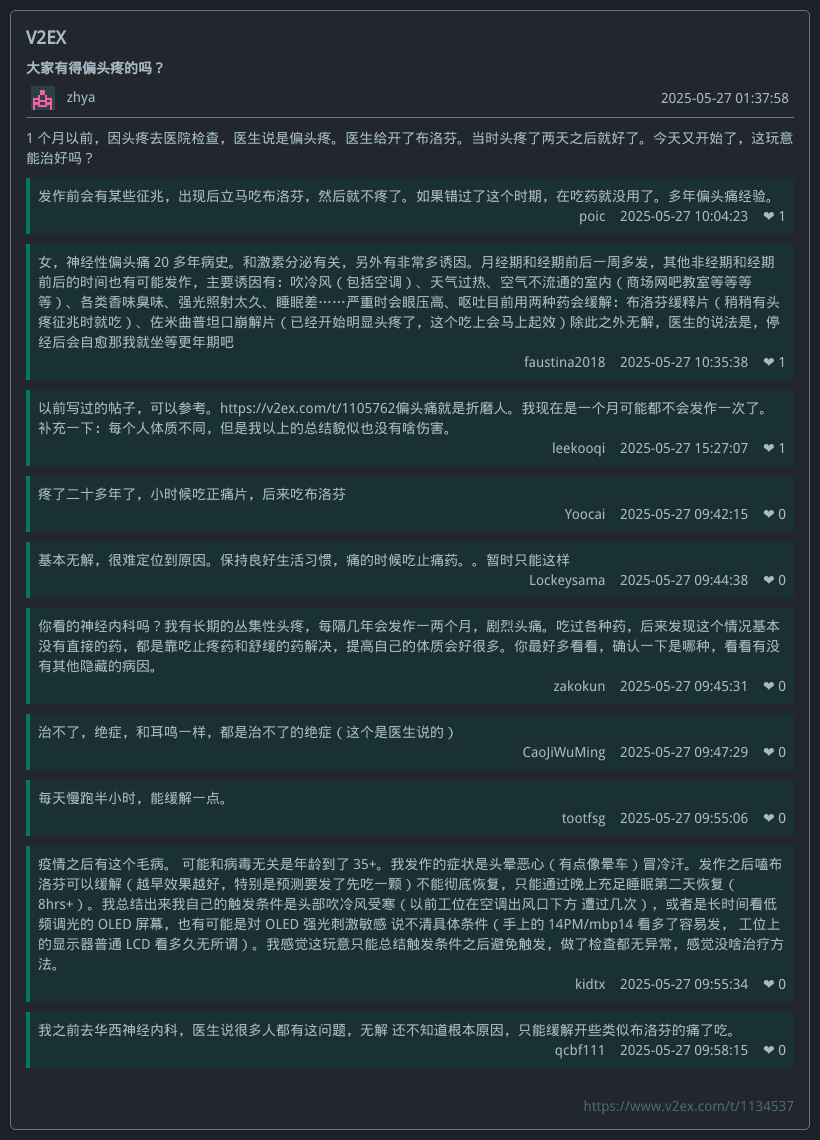 V2EX
大家有得偏头疼的吗？
zhya 2025-05-27 01:37:58
1 个月以前，因头疼去医院检查，医生说是偏头疼。医生给开了布洛芬。当时头疼了两天之后就好了。今天又开始了，这玩意
能治好吗？
发作前会有某些征兆，出现后立马吃布洛芬，然后就不疼了。如果错过了这个时期，在吃药就没用了。多年偏头痛经验。
poic 2025-05-27 10:04:23 ❤ 1
女，神经性偏头痛 20 多年病史。和激素分泌有关，另外有非常多诱因。月经期和经期前后一周多发，其他非经期和经期
前后的时间也有可能发作，主要诱因有：吹冷风（包括空调）、天气过热、空气不流通的室内（商场网吧教室等等等
等）、各类香味臭味、强光照射太久、睡眠差……严重时会眼压高、呕吐目前用两种药会缓解：布洛芬缓释片（稍稍有头
疼征兆时就吃）、佐米曲普坦口崩解片（已经开始明显头疼了，这个吃上会马上起效）除此之外无解，医生的说法是，停
经后会自愈那我就坐等更年期吧
faustina2018 2025-05-27 10:35:38 ❤ 1
以前写过的帖子，可以参考。https://v2ex.com/t/1105762偏头痛就是折磨人。我现在是一个月可能都不会发作一次了。
补充一下：每个人体质不同，但是我以上的总结貌似也没有啥伤害。
leekooqi 2025-05-27 15:27:07 ❤ 1
疼了二十多年了，小时候吃正痛片，后来吃布洛芬
Yoocai 2025-05-27 09:42:15 ❤ 0
基本无解，很难定位到原因。保持良好生活习惯，痛的时候吃止痛药。。暂时只能这样
Lockeysama 2025-05-27 09:44:38 ❤ 0
你看的神经内科吗？我有长期的丛集性头疼，每隔几年会发作一两个月，剧烈头痛。吃过各种药，后来发现这个情况基本
没有直接的药，都是靠吃止疼药和舒缓的药解决，提高自己的体质会好很多。你最好多看看，确认一下是哪种，看看有没
有其他隐藏的病因。
zakokun 2025-05-27 09:45:31 ❤ 0
治不了，绝症，和耳鸣一样，都是治不了的绝症（这个是医生说的）
CaoJiWuMing 2025-05-27 09:47:29 ❤ 0
每天慢跑半小时，能缓解一点。
tootfsg 2025-05-27 09:55:06 ❤ 0
疫情之后有这个毛病。 可能和病毒无关是年龄到了 35+。我发作的症状是头晕恶心（有点像晕车）冒冷汗。发作之后嗑布
洛芬可以缓解（越早效果越好，特别是预测要发了先吃一颗）不能彻底恢复，只能通过晚上充足睡眠第二天恢复（
8hrs+）。我总结出来我自己的触发条件是头部吹冷风受寒（以前工位在空调出风口下方 遭过几次），或者是长时间看低
频调光的 OLED 屏幕，也有可能是对 OLED 强光刺激敏感 说不清具体条件（手上的 14PM/mbp14 看多了容易发， 工位上
的显示器普通 LCD 看多久无所谓）。我感觉这玩意只能总结触发条件之后避免触发，做了检查都无异常，感觉没啥治疗方
法。
kidtx 2025-05-27 09:55:34 ❤ 0
我之前去华西神经内科，医生说很多人都有这问题，无解 还不知道根本原因，只能缓解开些类似布洛芬的痛了吃。
qcbf111 2025-05-27 09:58:15 ❤ 0
https://www.v2ex.com/t/1134537